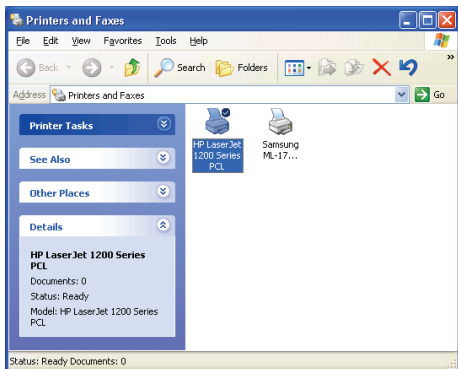 Printers and Faxes
File Edit View Favorites Tools Help
Back Search Folders »
Address Printers and Faxes Go
Printer Tasks
See Also
Other Places
Details
HP LaserJet 1200 Series
PCL
Documents: 0
Status: Ready
Model: HP LaserJet 1200 Series
PCL
HP LaserJet
1200 Series
PCL
Samsung
ML-17...
Status: Ready Documents: 0